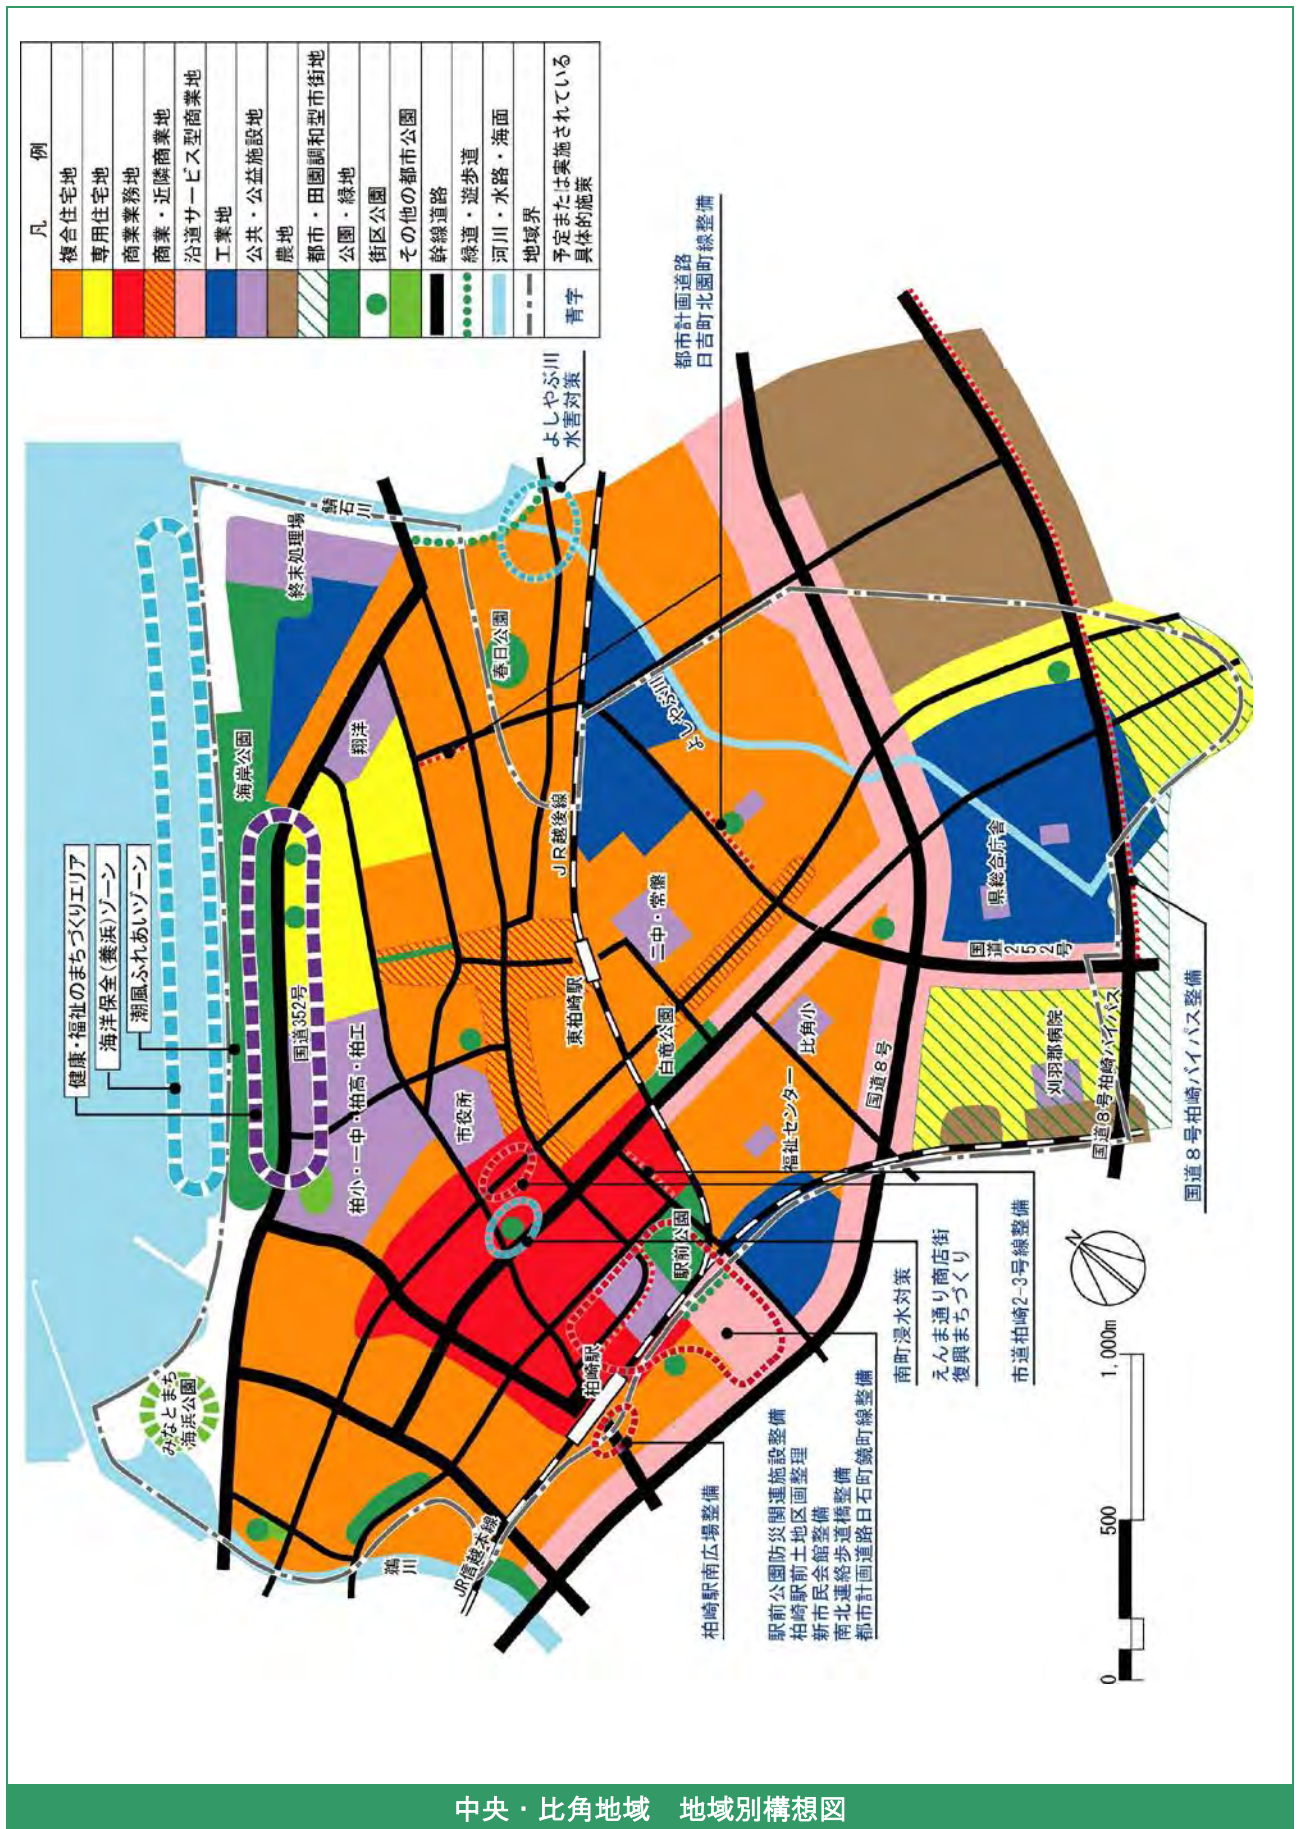 凡　例
複合住宅地
専用住宅地
商業業務地
商業・近隣商業地
沿道サービス型商業地
工業地
公共・公益施設地
農地
都市・田園調和型市街地
公園・緑地
街区公園
その他の都市公園
幹線道路
緑道・遊歩道
河川・水路・海面
地域界
青字
予定または実施されている
具体的施策
健康・福祉のまちづくりエリア
海洋保全(養浜)ゾーン
潮風ふれあいゾーン
みなとまち
海浜公園
海岸公園
終末処理場
鯖石川
国道352号
翔洋
春日公園
よしやぶ川
水害対策
都市計画道路
日吉町北園町線整備
柏小・一中・柏高・柏工
市役所
東柏崎駅
JR越後線
よしやぶ川
二中・常盤
白竜公園
比角小
福祉センター
国道8号
県総合庁舎
国道252号
刈羽郡病院
国道8号柏崎バイパス
国道8号柏崎バイパス整備
駅前公園
柏崎駅
鵜川
JR信越本線
柏崎駅南広場整備
駅前公園防災関連施設整備
柏崎駅前土地区画整理
新市民会館整備
南北連絡歩道橋整備
都市計画道路日石町鏡町線整備
南町浸水対策
えんま通り商店街
復興まちづくり
市道柏崎2-3号線整備
N
0
500
1,000m
中央・比角地域　地域別構想図